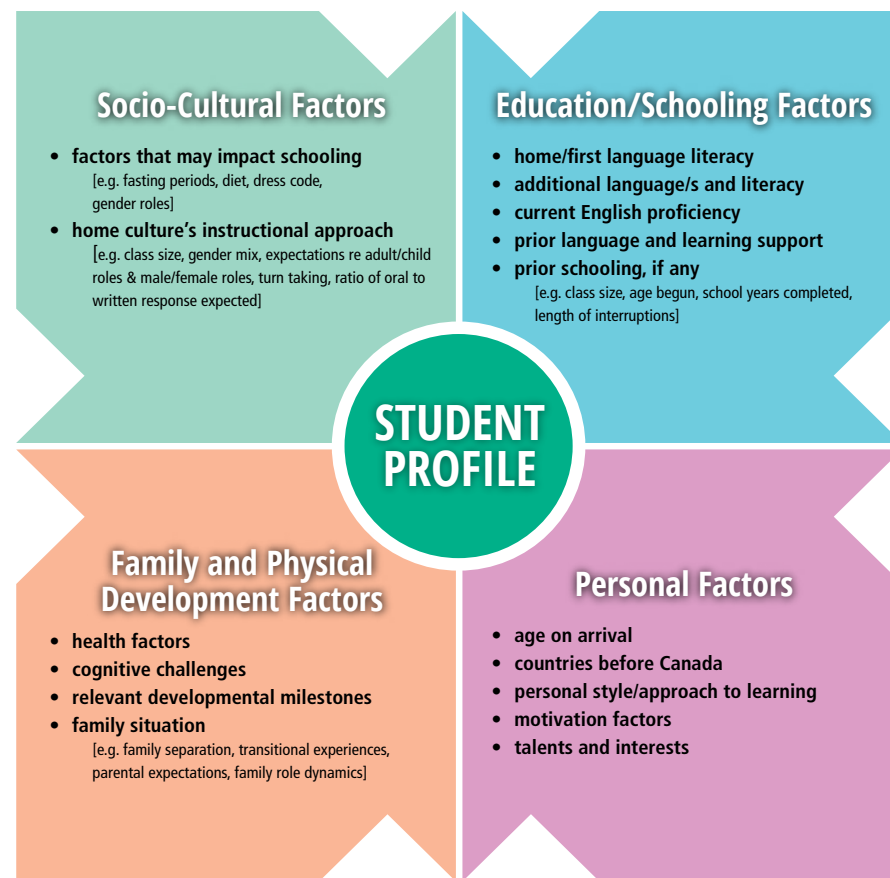 Socio-Cultural Factors
• factors that may impact schooling
[e.g. fasting periods, diet, dress code,
gender roles]
• home culture's instructional approach
[e.g. class size, gender mix, expectations re adult/child
roles & male/female roles, turn taking, ratio of oral to
written response expected]
Education/Schooling Factors
• home/first language literacy
• additional language/s and literacy
• current English proficiency
• prior language and learning support
• prior schooling, if any
[e.g. class size, age begun, school years completed,
length of interruptions]
STUDENT
PROFILE
Family and Physical
Development Factors
• health factors
• cognitive challenges
• relevant developmental milestones
• family situation
[e.g. family separation, transitional experiences,
parental expectations, family role dynamics]
Personal Factors
• age on arrival
• countries before Canada
• personal style/approach to learning
• motivation factors
• talents and interests